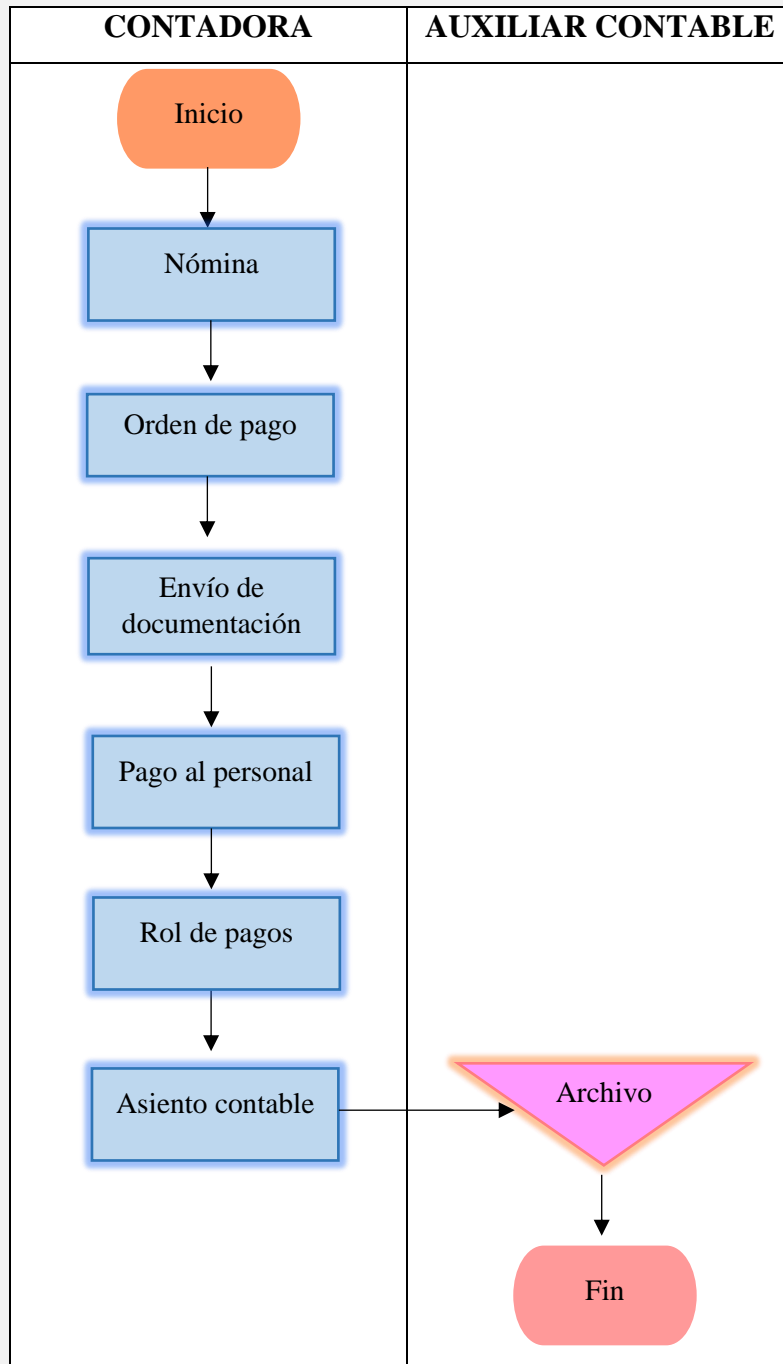 CONTADORA
AUXILIAR CONTABLE
Inicio
Nómina
Orden de pago
Envío de
documentación
Pago al personal
Rol de pagos
Asiento contable
Archivo
Fin